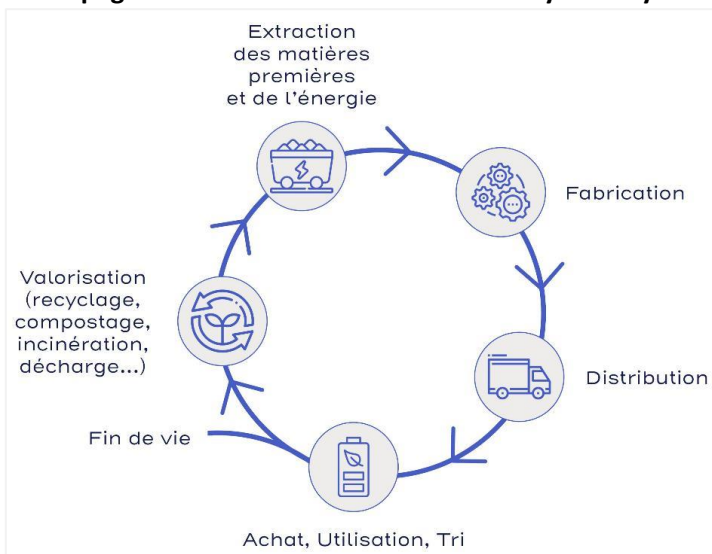 Extraction
des matières
premières
et de l'énergie
Fabrication
Distribution
Achat, Utilisation, Tri
Fin de vie
Valorisation
(recyclage,
compostage,
incinération,
décharge...)